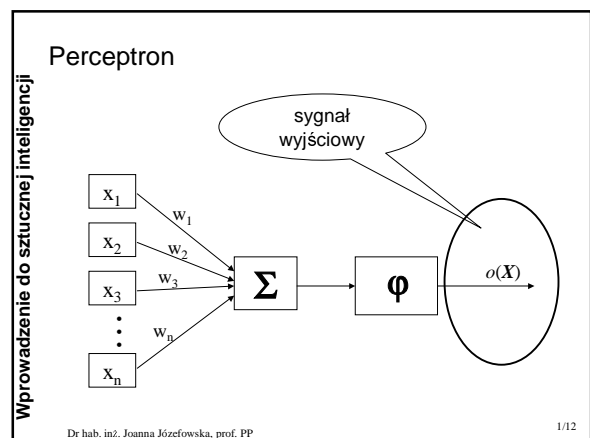 Perceptron
Wprowadzenie do sztucznej inteligencji
sygnał
wyjściowy
x1
x2
x3
xn
w1
w2
w3
wn
Σ
φ
o(X)
Dr hab. inż. Joanna Józefowska, prof. PP
1/12